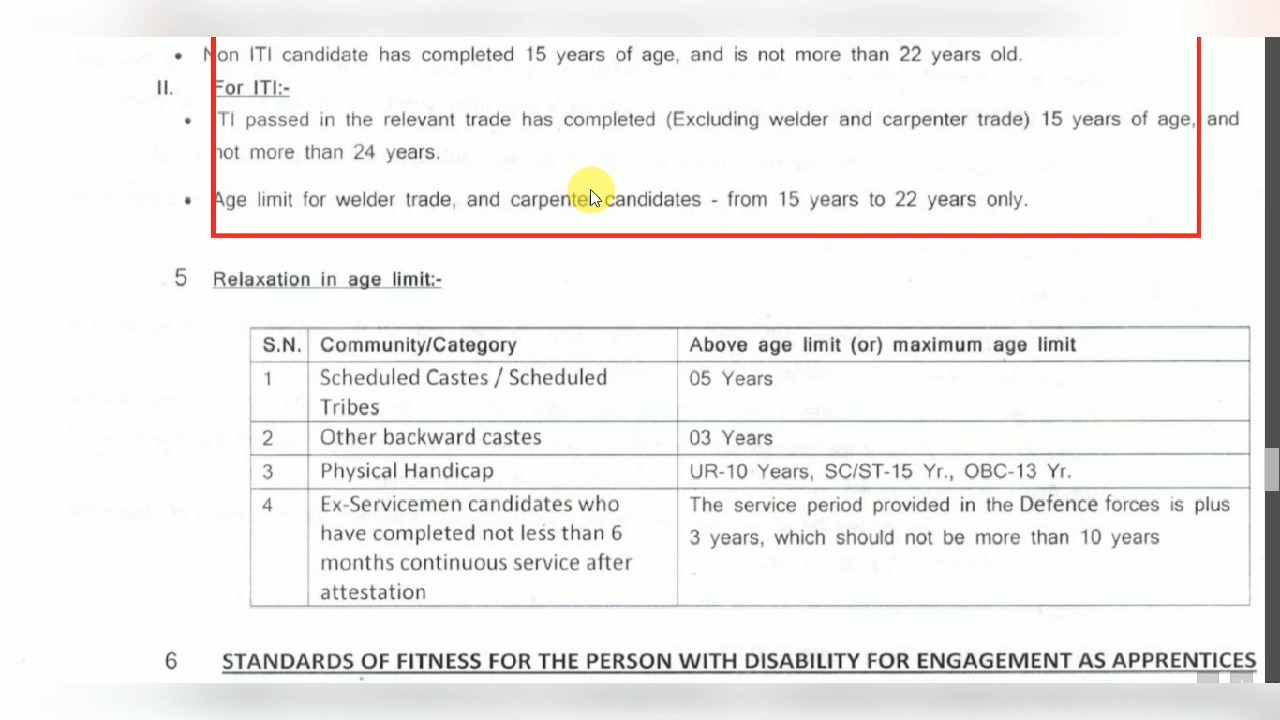 • Non ITI candidate has completed 15 years of age, and is not more than 22 years old.
II. For ITI:-
• ITI passed in the relevant trade has completed (Excluding welder and carpenter trade) 15 years of age, and
not more than 24 years.
• Age limit for welder trade, and carpenter candidates - from 15 years to 22 years only.
5 Relaxation in age limit:-
S.N. Community/Category Above age limit (or) maximum age limit
1 Scheduled Castes / Scheduled 05 Years
Tribes
2 Other backward castes 03 Years
3 Physical Handicap UR-10 Years, SC/ST-15 Yr., OBC-13 Yr.
4 Ex-Servicemen candidates who The service period provided in the Defence forces is plus
have completed not less than 6 3 years, which should not be more than 10 years
months continuous service after
attestation
6 STANDARDS OF FITNESS FOR THE PERSON WITH DISABILITY FOR ENGAGEMENT AS APPRENTICES